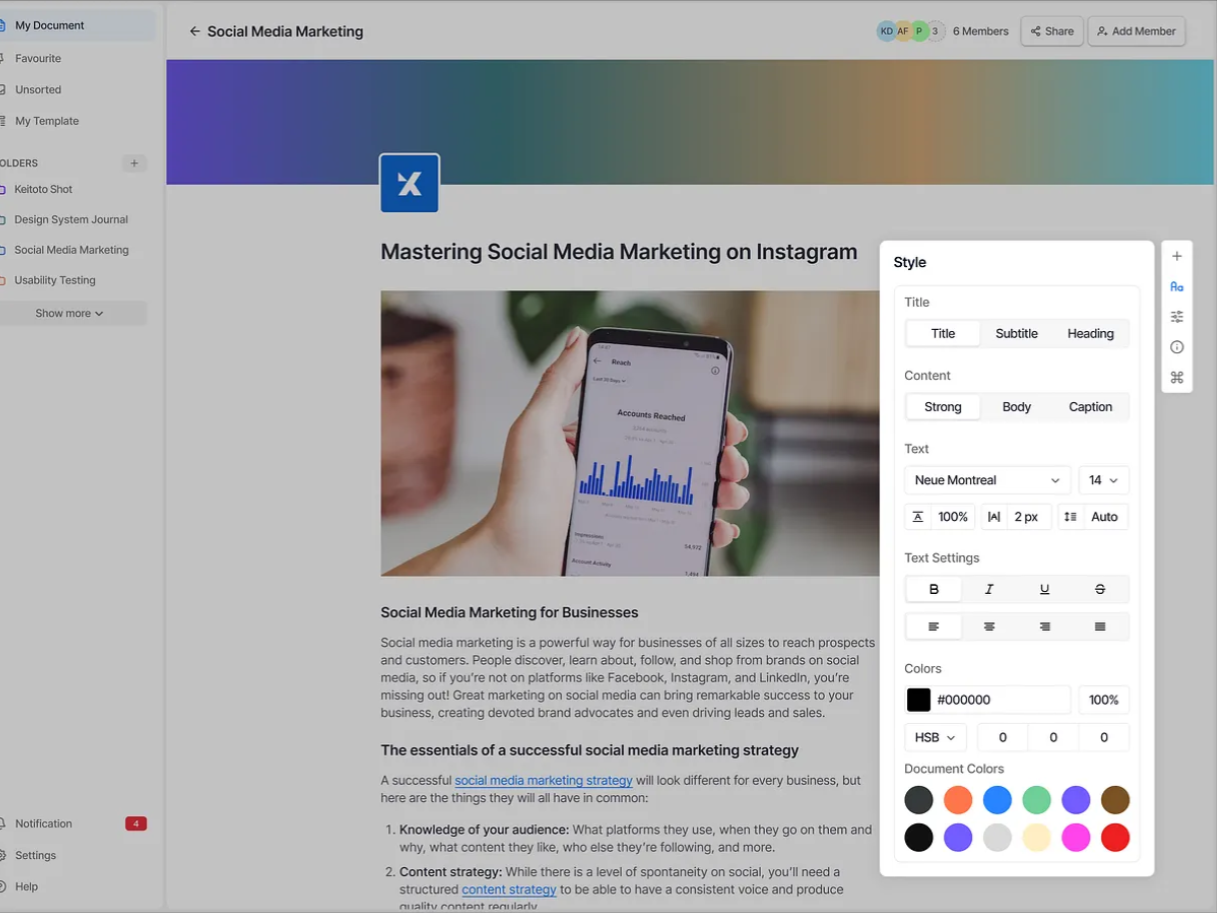 My Document
Favourite
Unsorted
My Template
OLDERS +
Keitoto Shot
Design System Journal
Social Media Marketing
Usability Testing
Show more
Notification 4
Settings
Help
Social Media Marketing
KD AF P 3 6 Members Share Add Member
Mastering Social Media Marketing on Instagram
Reach
Accounts Reached
Impressions
54,972
Account Activity
Social Media Marketing for Businesses
Social media marketing is a powerful way for businesses of all sizes to reach prospects
and customers. People discover, learn about, follow, and shop from brands on social
media, so if you’re not on platforms like Facebook, Instagram, and LinkedIn, you’re
missing out! Great marketing on social media can bring remarkable success to your
business, creating devoted brand advocates and even driving leads and sales.
The essentials of a successful social media marketing strategy
A successful social media marketing strategy will look different for every business, but
here are the things they will all have in common:
1. Knowledge of your audience: What platforms they use, when they go on them and
why, what content they like, who else they’re following, and more.
2. Content strategy: While there is a level of spontaneity on social, you’ll need a
structured content strategy to be able to have a consistent voice and produce
quality content regularly.
Style
Title
Title Subtitle Heading
Content
Strong Body Caption
Text
Neue Montreal 14
A 100% |A| 2 px Auto
Text Settings
B I U S
Colors
#000000 100%
HSB 0 0 0
Document Colors
+
Aa